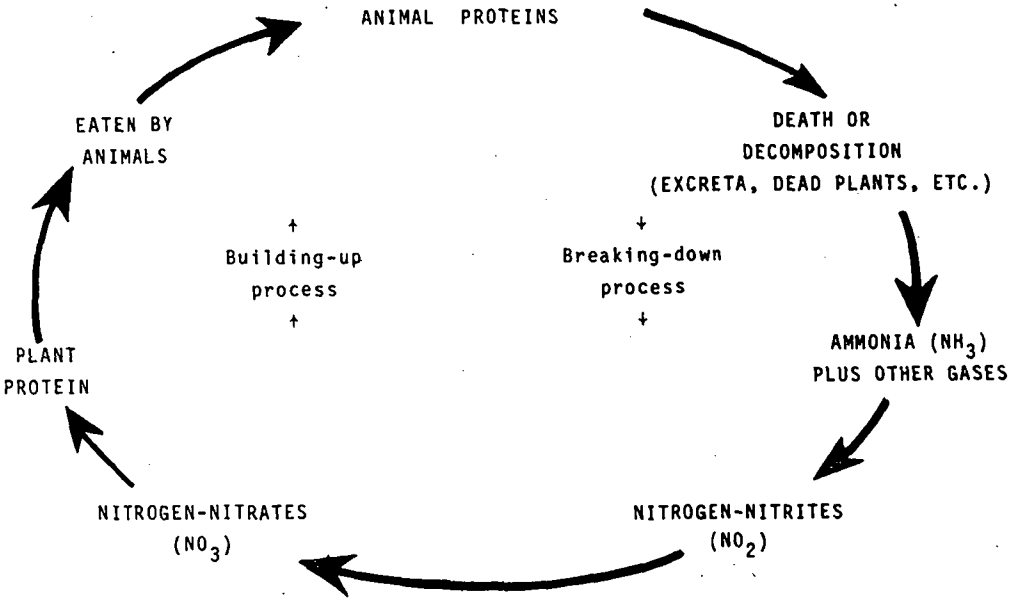 ANIMAL PROTEINS
EATEN BY
ANIMALS
DEATH OR
DECOMPOSITION
(EXCRETA, DEAD PLANTS, ETC.)
Building-up
process
Breaking-down
process
PLANT
PROTEIN
AMMONIA (NH3)
PLUS OTHER GASES
NITROGEN-NITRATES
(NO3)
NITROGEN-NITRITES
(NO2)